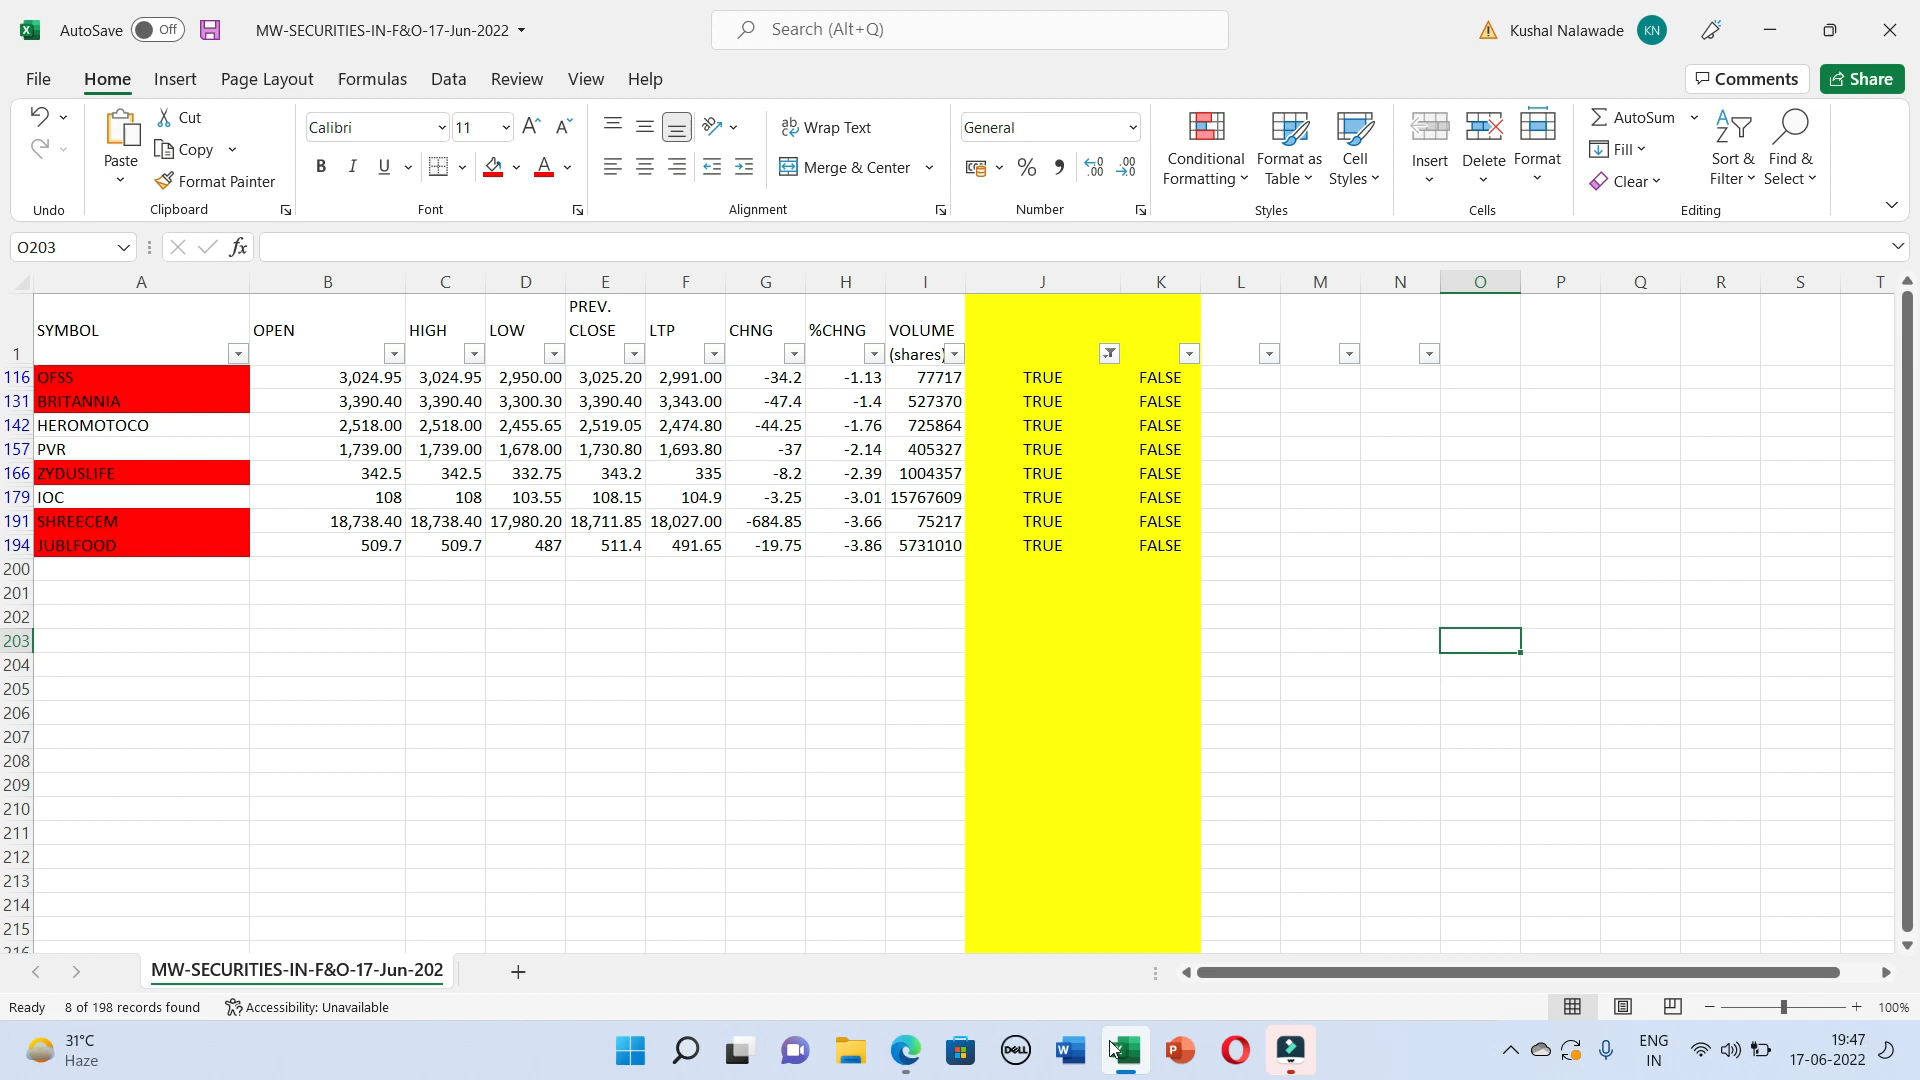 AutoSave Off MW-SECURITIES-IN-F&O-17-Jun-2022 Search (Alt+Q) Kushal Nalawade KN
File Home Insert Page Layout Formulas Data Review View Help Comments Share
Paste Cut Copy Format Painter
Calibri 11
B I U A
Wrap Text
Merge & Center
General
Conditional Formatting Format as Table Cell Styles
Insert Delete Format
AutoSum Fill Clear
Sort & Filter Find & Select
Undo Clipboard Font Alignment Number Styles Cells Editing
O203 fx
A B C D E F G H I J K L M N O P Q R S T
1 SYMBOL OPEN HIGH LOW PREV. CLOSE LTP CHNG %CHNG VOLUME (shares)
116 OFSS 3,024.95 3,024.95 2,950.00 3,025.20 2,991.00 -34.2 -1.13 77717 TRUE FALSE
131 BRITANNIA 3,390.40 3,390.40 3,300.30 3,390.40 3,343.00 -47.4 -1.4 527370 TRUE FALSE
142 HEROMOTOCO 2,518.00 2,518.00 2,455.65 2,519.05 2,474.80 -44.25 -1.76 725864 TRUE FALSE
157 PVR 1,739.00 1,739.00 1,678.00 1,730.80 1,693.80 -37 -2.14 405327 TRUE FALSE
166 ZYDUSLIFE 342.5 342.5 332.75 343.2 335 -8.2 -2.39 1004357 TRUE FALSE
179 IOC 108 108 103.55 108.15 104.9 -3.25 -3.01 15767609 TRUE FALSE
191 SHREECEM 18,738.40 18,738.40 17,980.20 18,711.85 18,027.00 -684.85 -3.66 75217 TRUE FALSE
194 JUBLFOOD 509.7 509.7 487 511.4 491.65 -19.75 -3.86 5731010 TRUE FALSE
200
201
202
203
204
205
206
207
208
209
210
211
212
213
214
215
216
MW-SECURITIES-IN-F&O-17-Jun-202
Ready 8 of 198 records found Accessibility: Unavailable 100%
31°C
Haze
DELL
ENG
IN
19:47
17-06-2022